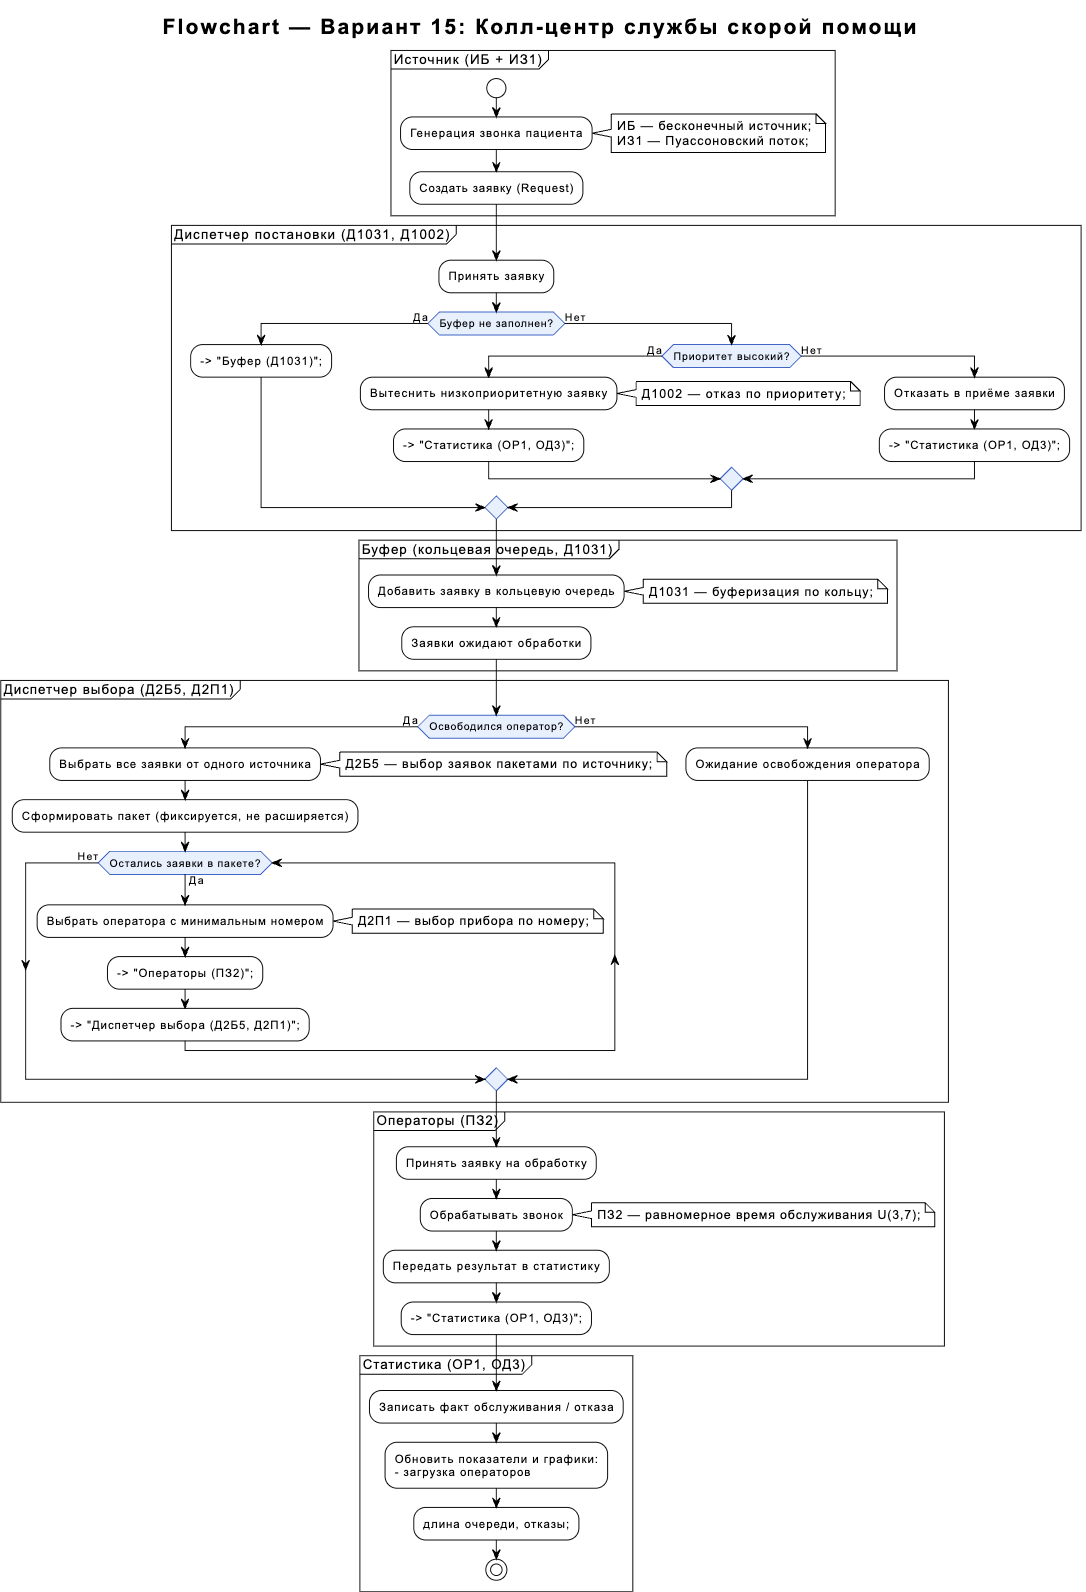 Flowchart — Вариант 15: Колл-центр службы скорой помощи
Источник (ИБ + ИЗ1)
Генерация звонка пациента
ИБ — бесконечный источник;
ИЗ1 — Пуассоновский поток;
Создать заявку (Request)
Диспетчер постановки (Д1031, Д1002)
Принять заявку
Буфер не заполнен?
Да
Нет
-> "Буфер (Д1031)";
Приоритет высокий?
Да
Нет
Вытеснить низкоприоритетную заявку
Д1002 — отказ по приоритету;
Отказать в приёме заявки
-> "Статистика (ОР1, ОД3)";
-> "Статистика (ОР1, ОД3)";
Буфер (кольцевая очередь, Д1031)
Добавить заявку в кольцевую очередь
Д1031 — буферизация по кольцу;
Заявки ожидают обработки
Диспетчер выбора (Д2Б5, Д2П1)
Да
Освободился оператор?
Нет
Выбрать все заявки от одного источника
Д2Б5 — выбор заявок пакетами по источнику;
Ожидание освобождения оператора
Сформировать пакет (фиксируется, не расширяется)
Нет
Остались заявки в пакете?
Да
Выбрать оператора с минимальным номером
Д2П1 — выбор прибора по номеру;
-> "Операторы (ПЗ2)";
-> "Диспетчер выбора (Д2Б5, Д2П1)";
Операторы (ПЗ2)
Принять заявку на обработку
Обрабатывать звонок
ПЗ2 — равномерное время обслуживания U(3,7);
Передать результат в статистику
-> "Статистика (ОР1, ОД3)";
Статистика (ОР1, ОД3)
Записать факт обслуживания / отказа
Обновить показатели и графики:
- загрузка операторов
длина очереди, отказы;